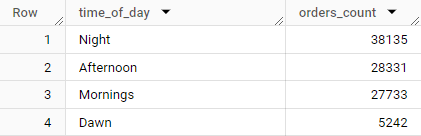 Row time_of_day orders_count
1 Night 38135
2 Afternoon 28331
3 Mornings 27733
4 Dawn 5242